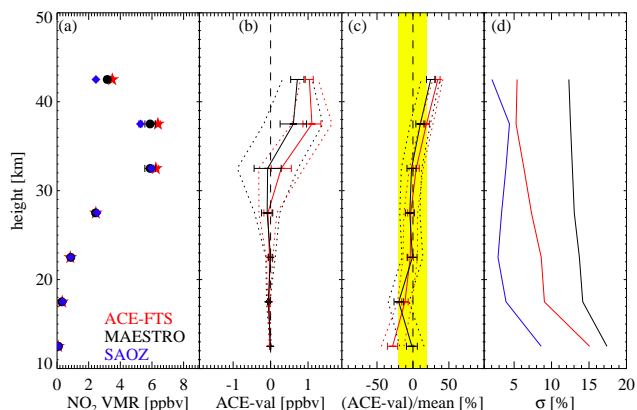 (a)
(b)
(c)
(d)
50
40
30
20
10
height [km]
ACE-FTS
MAESTRO
SAOZ
0 2 4 6 8
-1 0 1
-50 0 50
5 10 15 20
NO₂ VMR [ppbv]
ACE-val [ppbv]
(ACE-val)/mean [%]
σ [%]